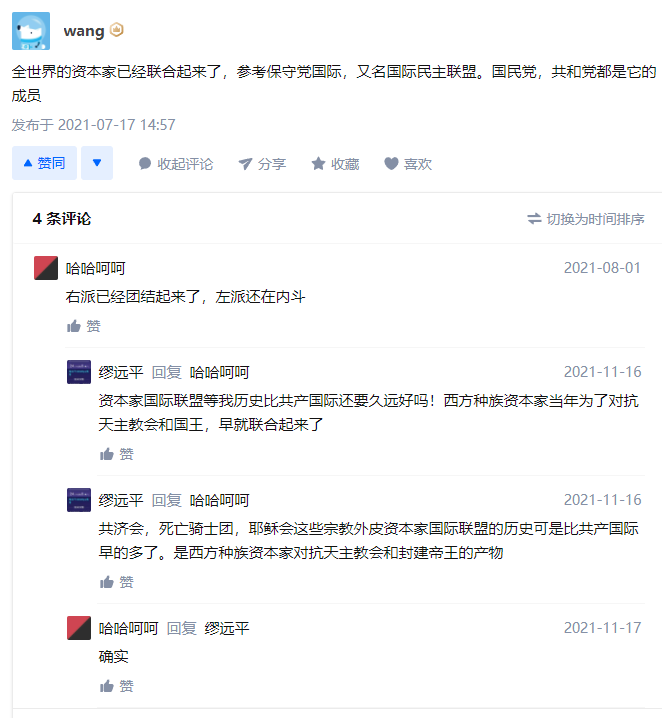 wang
全世界的资本家已经联合起来了，参考保守党国际，又名国际民主联盟。国民党，共和党都是它的
成员
发布于 2021-07-17 14:57
赞同 收起评论 分享 收藏 喜欢
4 条评论 切换为时间排序
哈哈呵呵 2021-08-01
右派已经团结起来了，左派还在内斗
赞
缪远平 回复 哈哈呵呵 2021-11-16
资本家国际联盟等我历史比共产国际还要久远好吗！西方种族资本家当年为了对抗
天主教会和国王，早就联合起来了
赞
缪远平 回复 哈哈呵呵 2021-11-16
共济会，死亡骑士团，耶稣会这些宗教外皮资本家国际联盟的历史可是比共产国际
早的多了。是西方种族资本家对抗天主教会和封建帝王的产物
赞
哈哈呵呵 回复 缪远平 2021-11-17
确实
赞